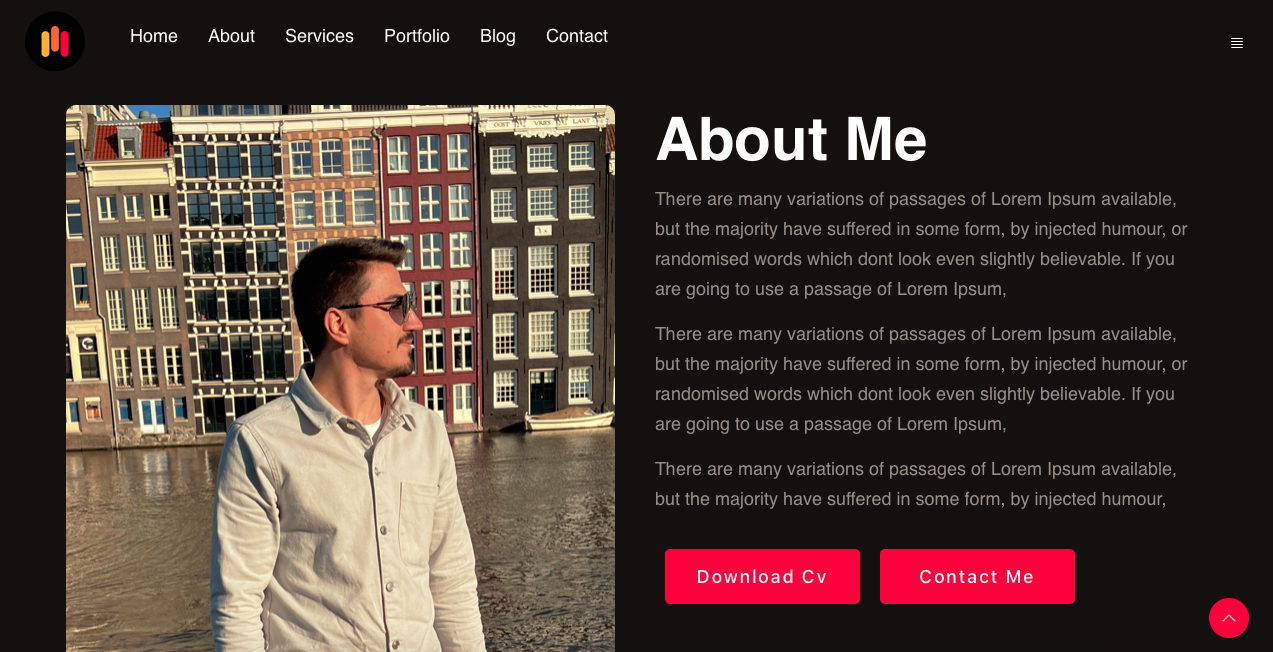 Home About Services Portfolio Blog Contact
OOST VRIES LANT
About Me
There are many variations of passages of Lorem Ipsum available,
but the majority have suffered in some form, by injected humour, or
randomised words which dont look even slightly believable. If you
are going to use a passage of Lorem Ipsum,
There are many variations of passages of Lorem Ipsum available,
but the majority have suffered in some form, by injected humour, or
randomised words which dont look even slightly believable. If you
are going to use a passage of Lorem Ipsum,
There are many variations of passages of Lorem Ipsum available,
but the majority have suffered in some form, by injected humour,
Download Cv
Contact Me